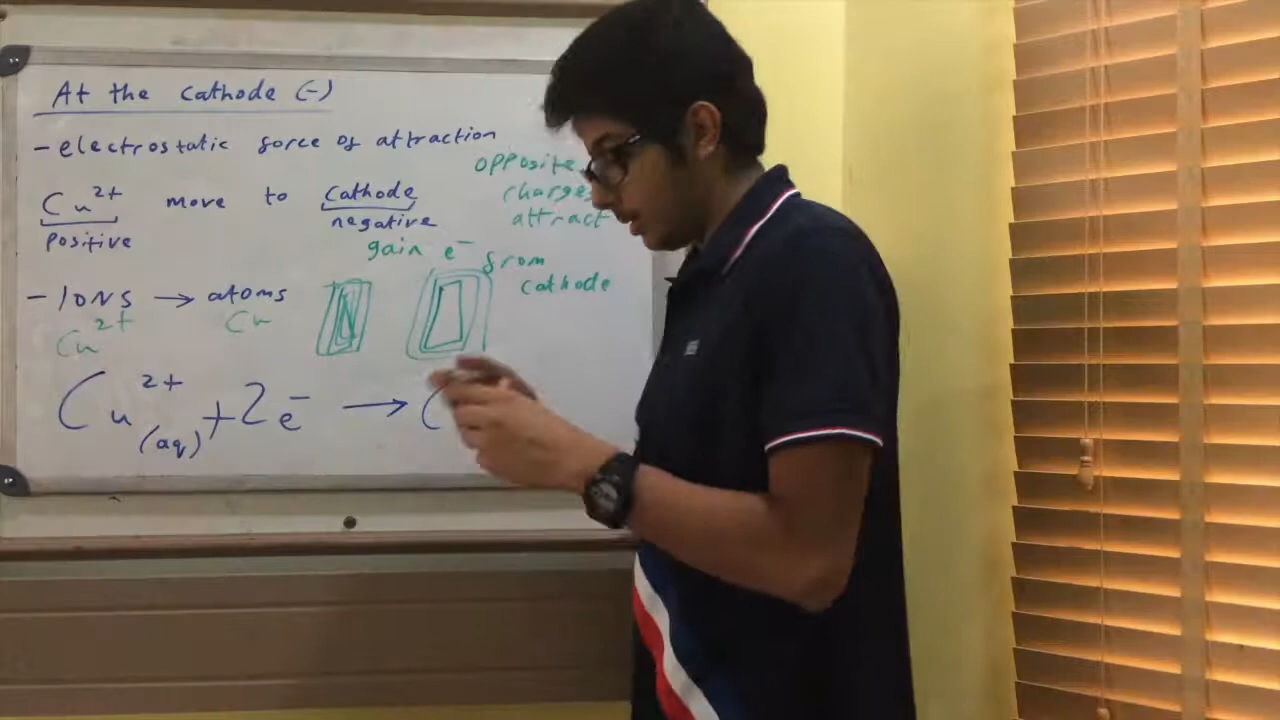 At the cathode (-)
- electrostatic force of attraction
opposite
charges
attract
Cu²⁺ move to cathode
positive
negative
gain e⁻ from
cathode
- IONS → atoms
Cu²⁺ Cu
Cu²⁺(aq) + 2e⁻ → C